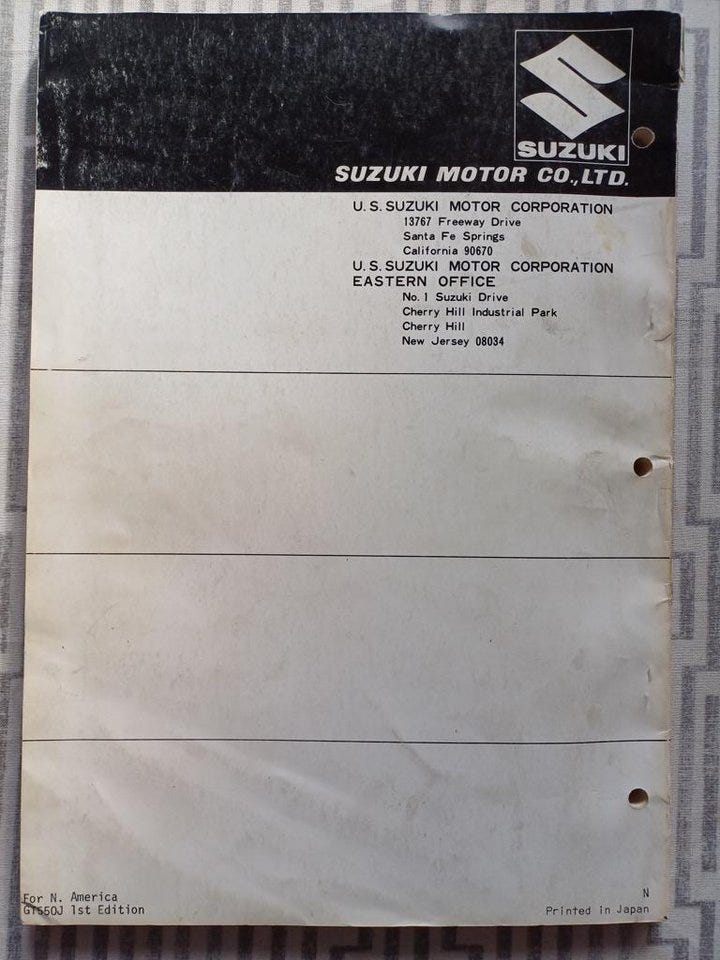 SUZUKI
SUZUKI MOTOR CO.,LTD.
U.S. SUZUKI MOTOR CORPORATION
13767 Freeway Drive
Santa Fe Springs
California 90670
U.S. SUZUKI MOTOR CORPORATION
EASTERN OFFICE
No. 1 Suzuki Drive
Cherry Hill Industrial Park
Cherry Hill
New Jersey 08034
For N. America
GT550J 1st Edition
N
Printed in Japan